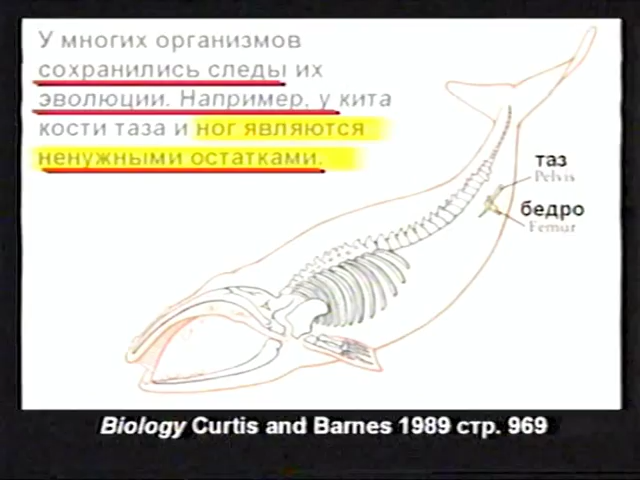 У многих организмов
сохранились следы их
эволюции. Например, у кита
кости таза и ног являются
ненужными остатками.
таз
Pelvis
бедро
Femur
Biology Curtis and Barnes 1989 стр. 969